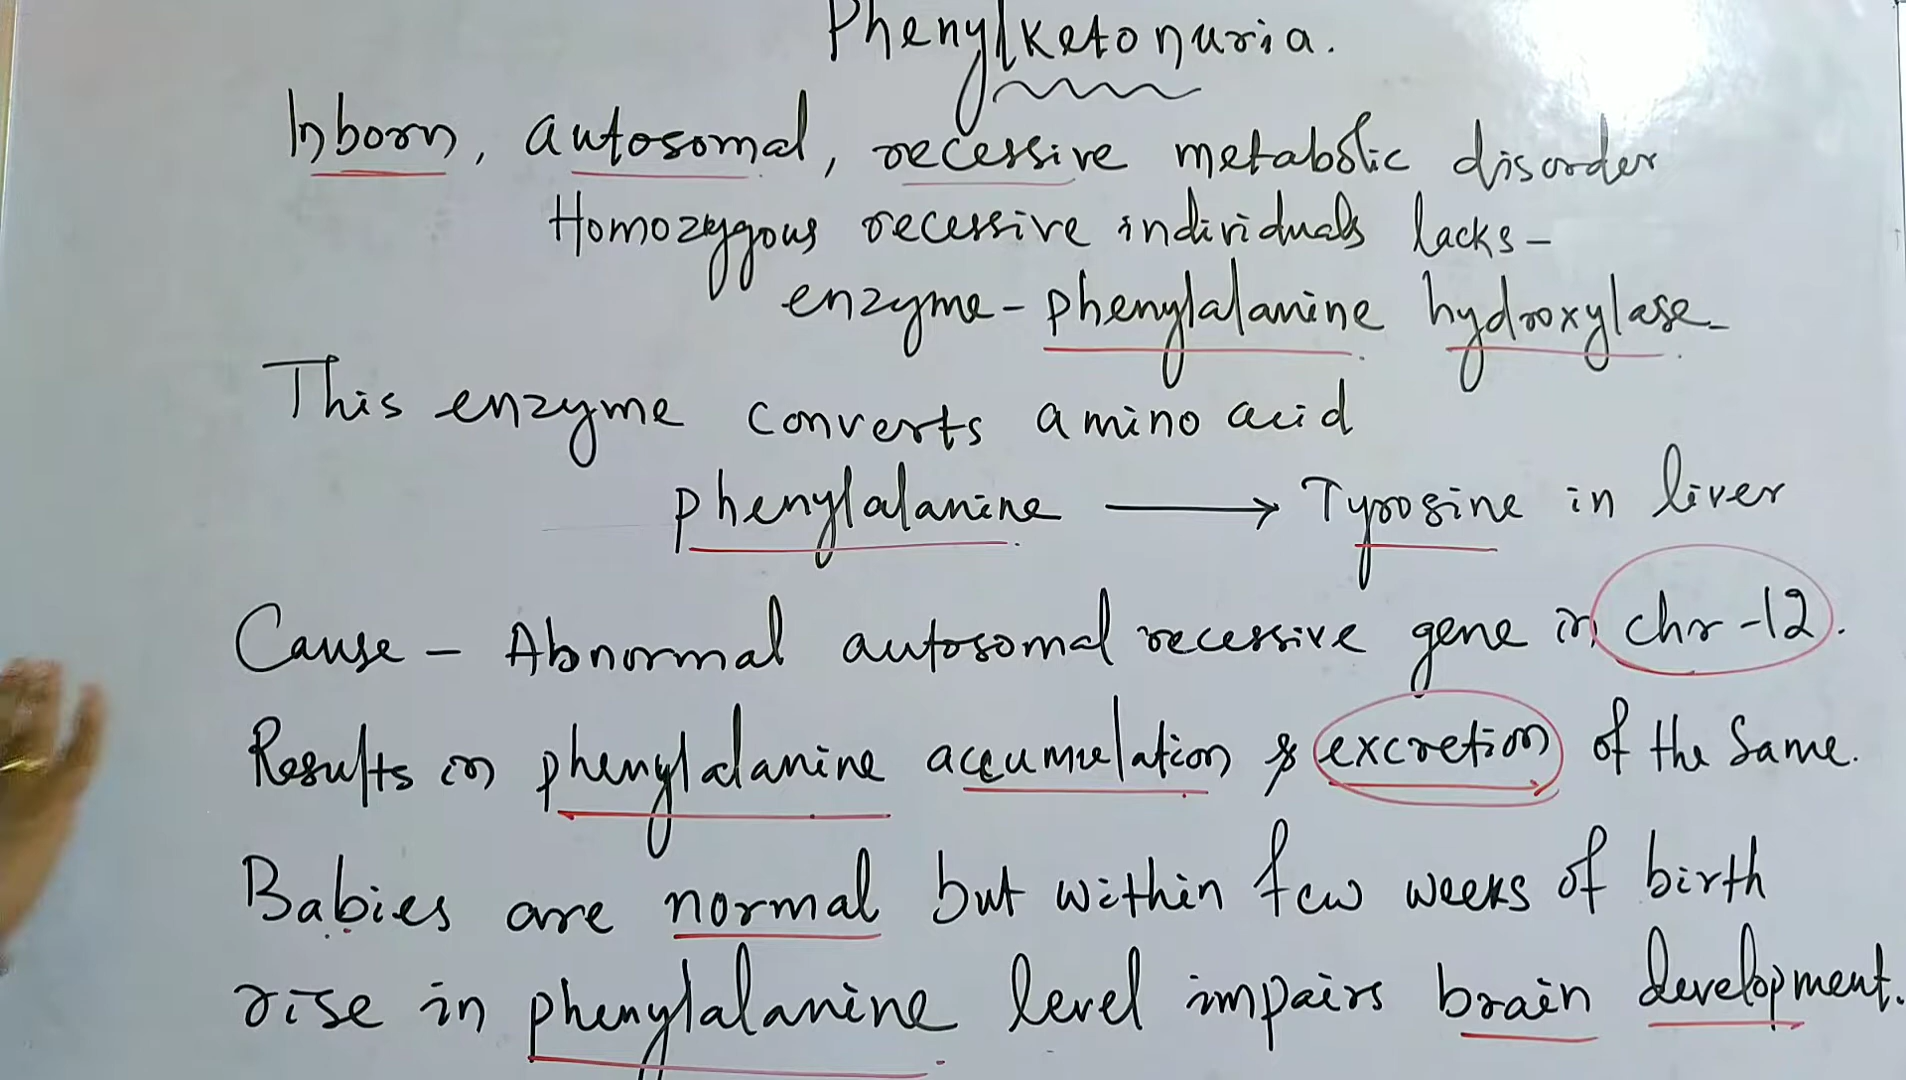 Phenylketonuria.
Inborn, autosomal, recessive metabolic disorder
Homozygous recessive individuals lacks-
enzyme - phenylalanine hydroxylase-
This enzyme converts amino acid
phenylalanine → Tyrosine in liver
Cause - Abnormal autosomal recessive gene in chr-12.
Results in phenylalanine accumulation & excretion of the same.
Babies are normal but within few weeks of birth
rise in phenylalanine level impairs brain development.